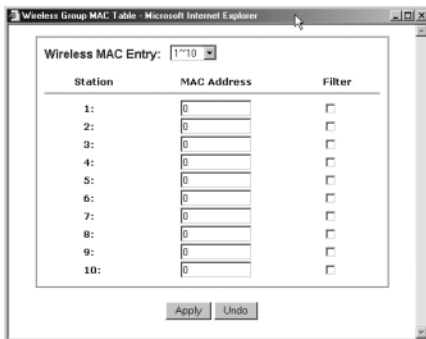 Wireless Group MAC Table - Microsoft Internet Explorer
Wireless MAC Entry: 1~10
Station MAC Address Filter
1: 0
2: 0
3: 0
4: 0
5: 0
6: 0
7: 0
8: 0
9: 0
10: 0
Apply Undo